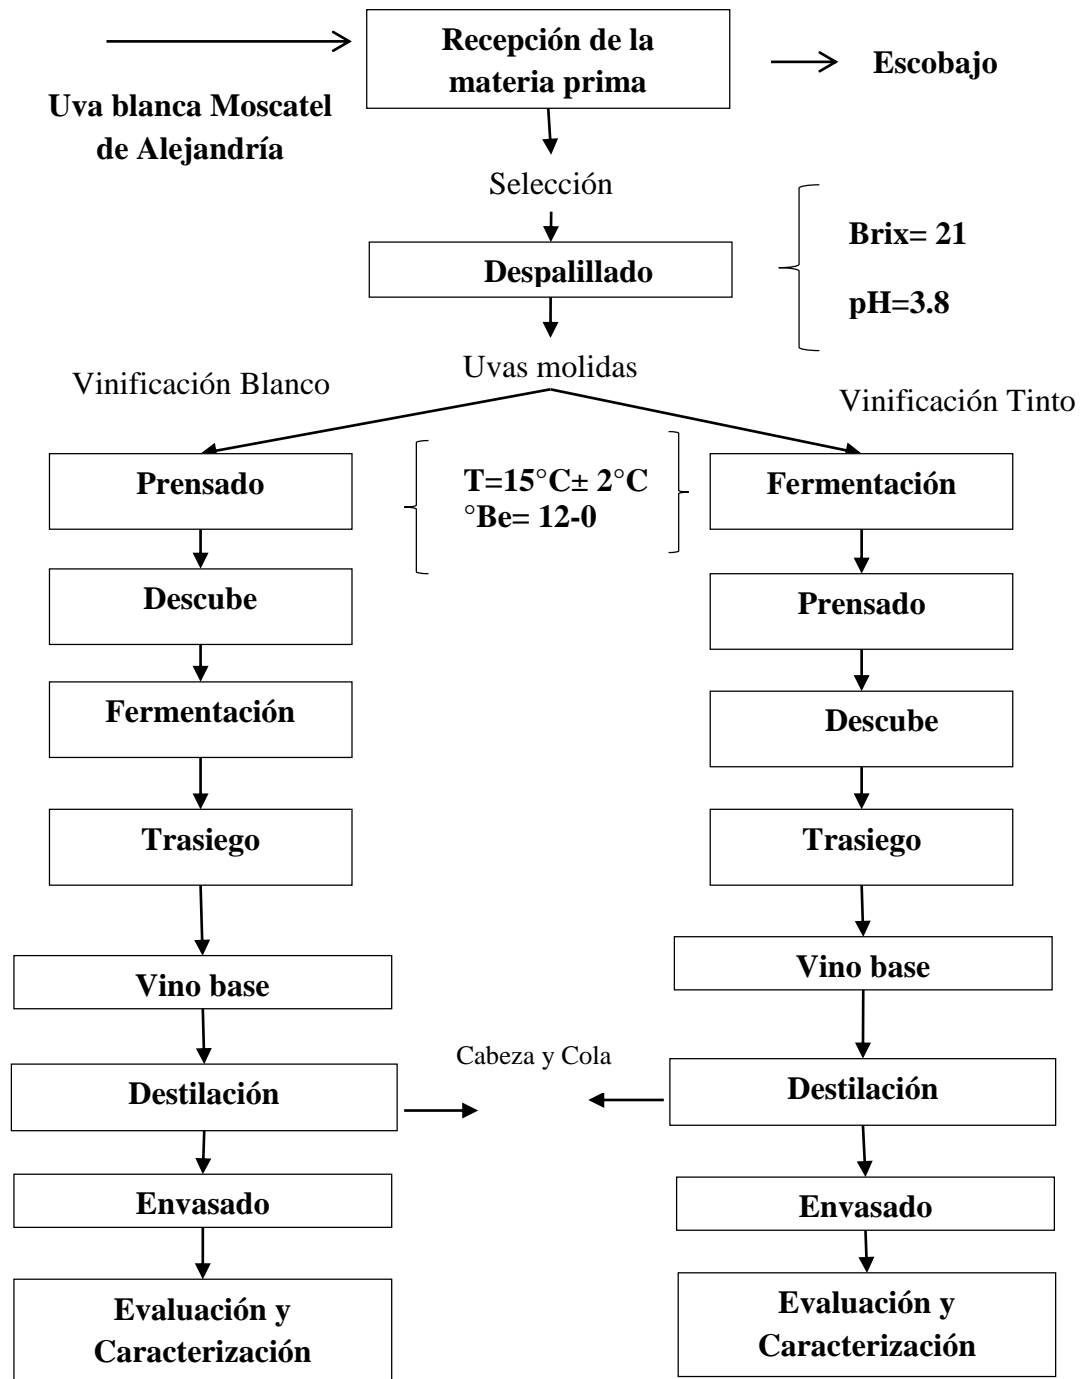 Recepción de la
materia prima
Escobajo
Uva blanca Moscatel
de Alejandría
Selección
Brix= 21
Despalillado
pH=3.8
Uvas molidas
Vinificación Blanco
Vinificación Tinto
Prensado
T=15°C± 2°C
°Be= 12-0
Fermentación
Descube
Prensado
Fermentación
Descube
Trasiego
Trasiego
Vino base
Vino base
Cabeza y Cola
Destilación
Destilación
Envasado
Envasado
Evaluación y
Caracterización
Evaluación y
Caracterización